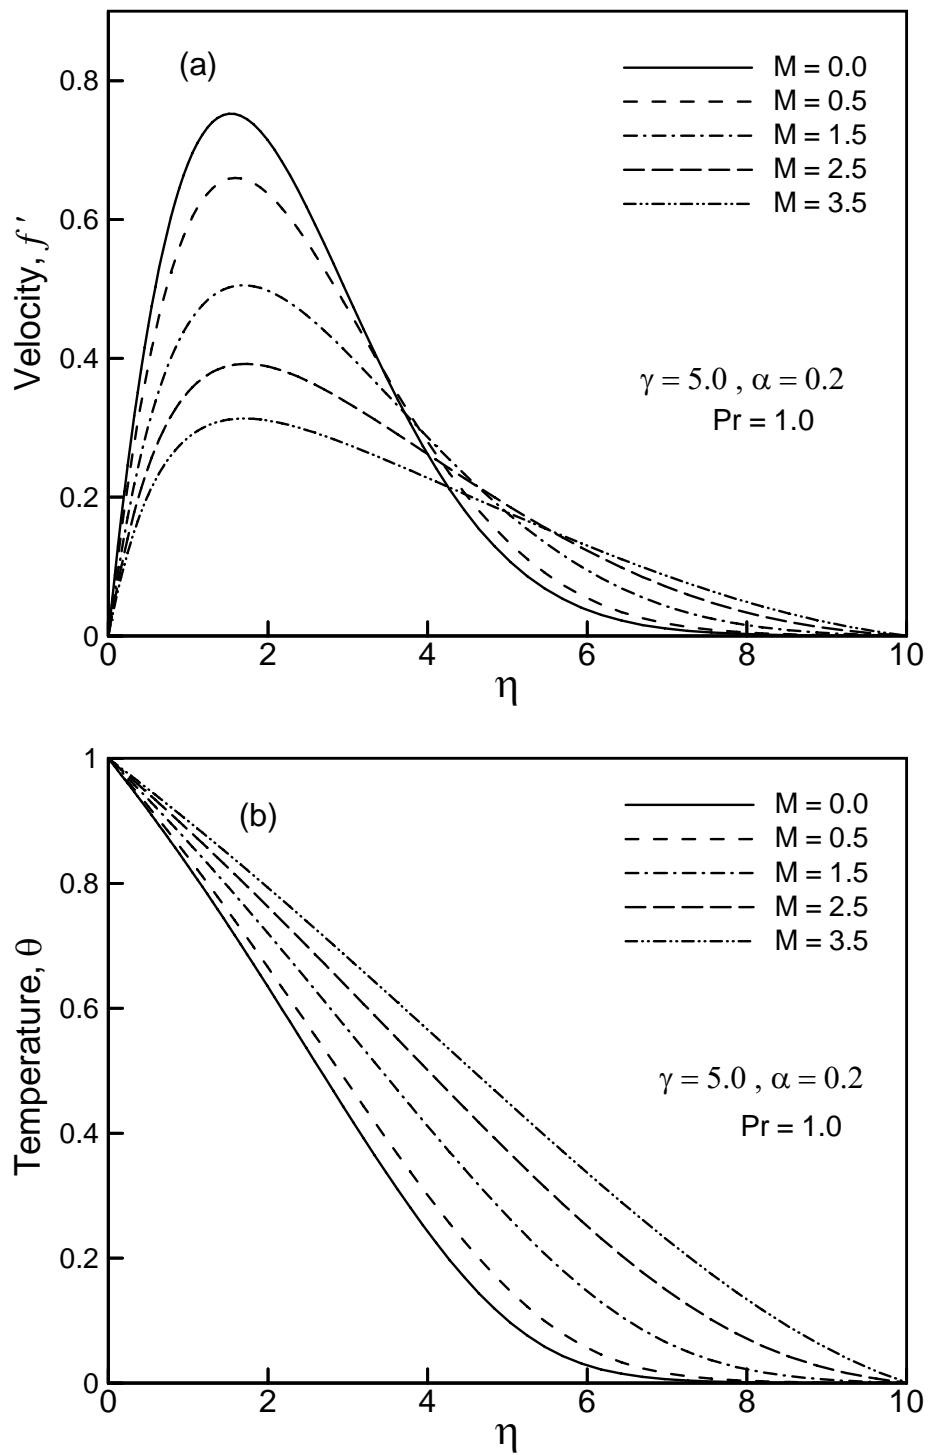 (a)
M = 0.0
M = 0.5
M = 1.5
M = 2.5
M = 3.5
γ = 5.0 , α = 0.2
Pr = 1.0
Velocity, f '
0.8
0.6
0.4
0.2
0
0 2 4 6 8 10
η
(b)
M = 0.0
M = 0.5
M = 1.5
M = 2.5
M = 3.5
γ = 5.0 , α = 0.2
Pr = 1.0
Temperature, θ
1
0.8
0.6
0.4
0.2
0
0 2 4 6 8 10
η